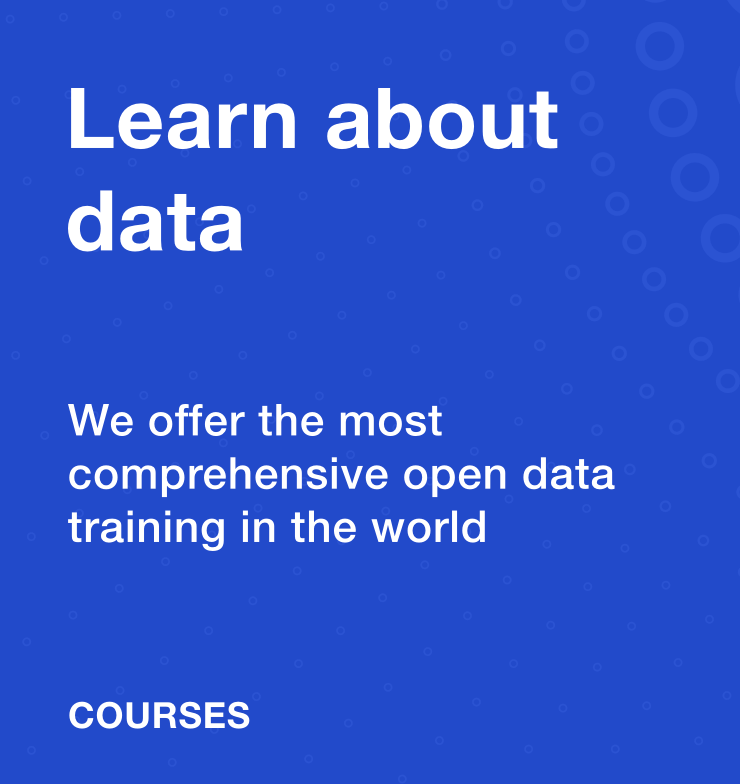 Learn about
data
We offer the most
comprehensive open data
training in the world
COURSES